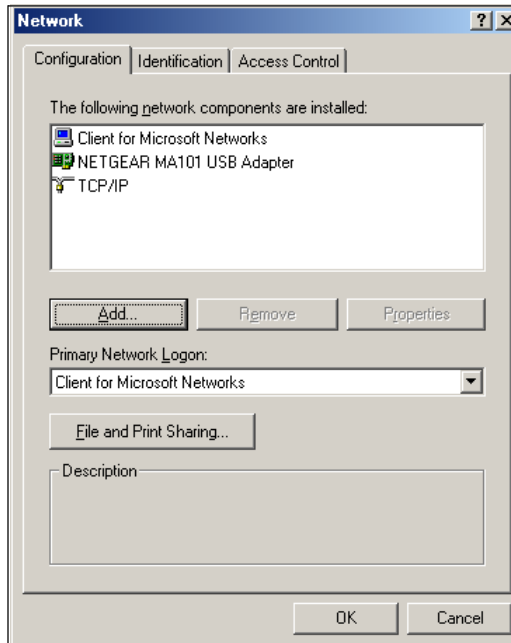 Network
Configuration Identification Access Control
The following network components are installed:
Client for Microsoft Networks
NETGEAR MA101 USB Adapter
TCP/IP
Add... Remove Properties
Primary Network Logon:
Client for Microsoft Networks
File and Print Sharing...
Description
OK Cancel